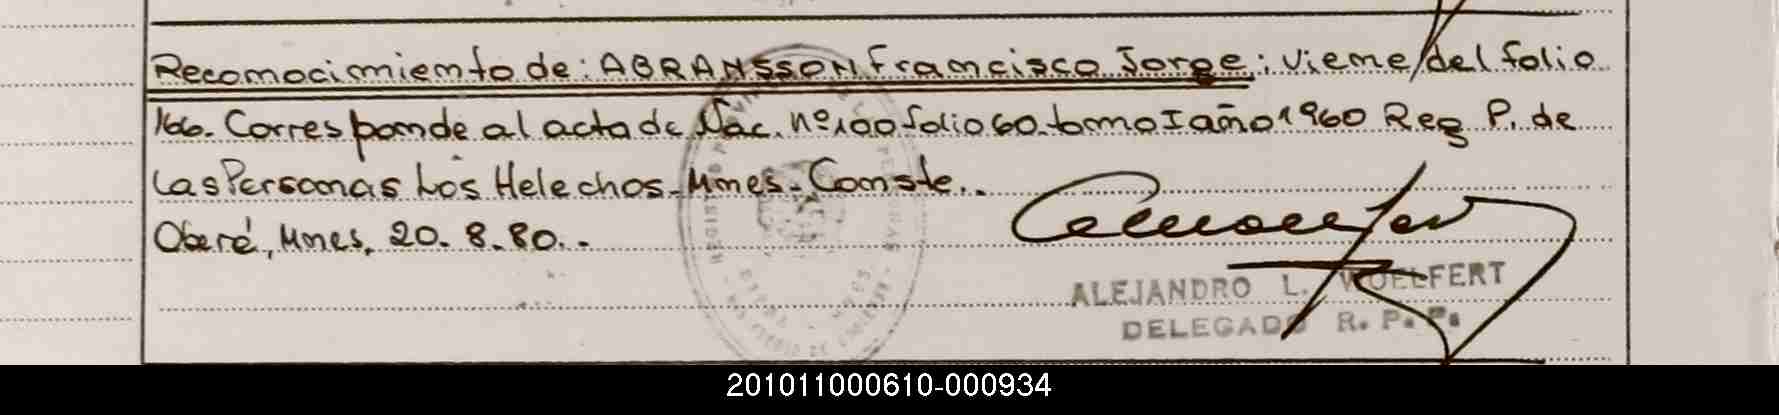 Reconocimiento de: ABRANSSON Francisco Jorge; viene del folio
166. Corresponde al acta de Nac. nº 100 folio 60 tomo I año 1960 Reg. P. de
Las Personas Los Helechos - Mnes - Conste..
Oberá, Mnes, 20. 8. 80..
ALEJANDRO L. WOELFERT
DELEGADO R. P. P.
201011000610-000934